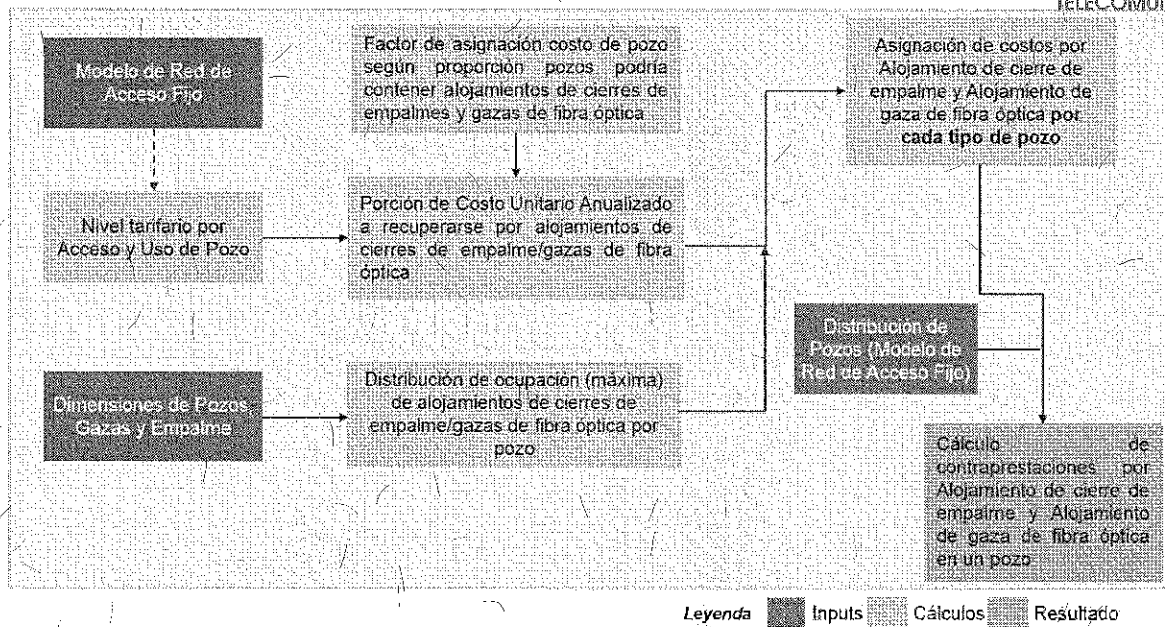 TELECOMU
Modelo de Red de
Acceso Fijo
Factor de asignación costo de pozo
según proporción pozos podría
contener alojamientos de cierres de
empalmes y gazas de fibra óptica
Asignación de costos por
Alojamiento de cierre de
empalme y Alojamiento de
gaza de fibra óptica por
cada tipo de pozo
Nivel tarifario por
Acceso y Uso de Pozo
Porción de Costo Unitario Anualizado
a recuperarse por alojamientos de
cierres de empalme/gazas de fibra
óptica
Distribución de
Pozos (Modelo de
Red de Acceso Fijo)
Dimensiones de Pozos
Gazas y Empalme
Distribución de ocupación (máxima)
de alojamientos de cierres de
empalme/gazas de fibra óptica por
pozo
Cálculo de
contraprestaciones por
Alojamiento de cierre de
empalme y Alojamiento
de gaza de fibra óptica
en un pozo
Leyenda Inputs Cálculos Resultado